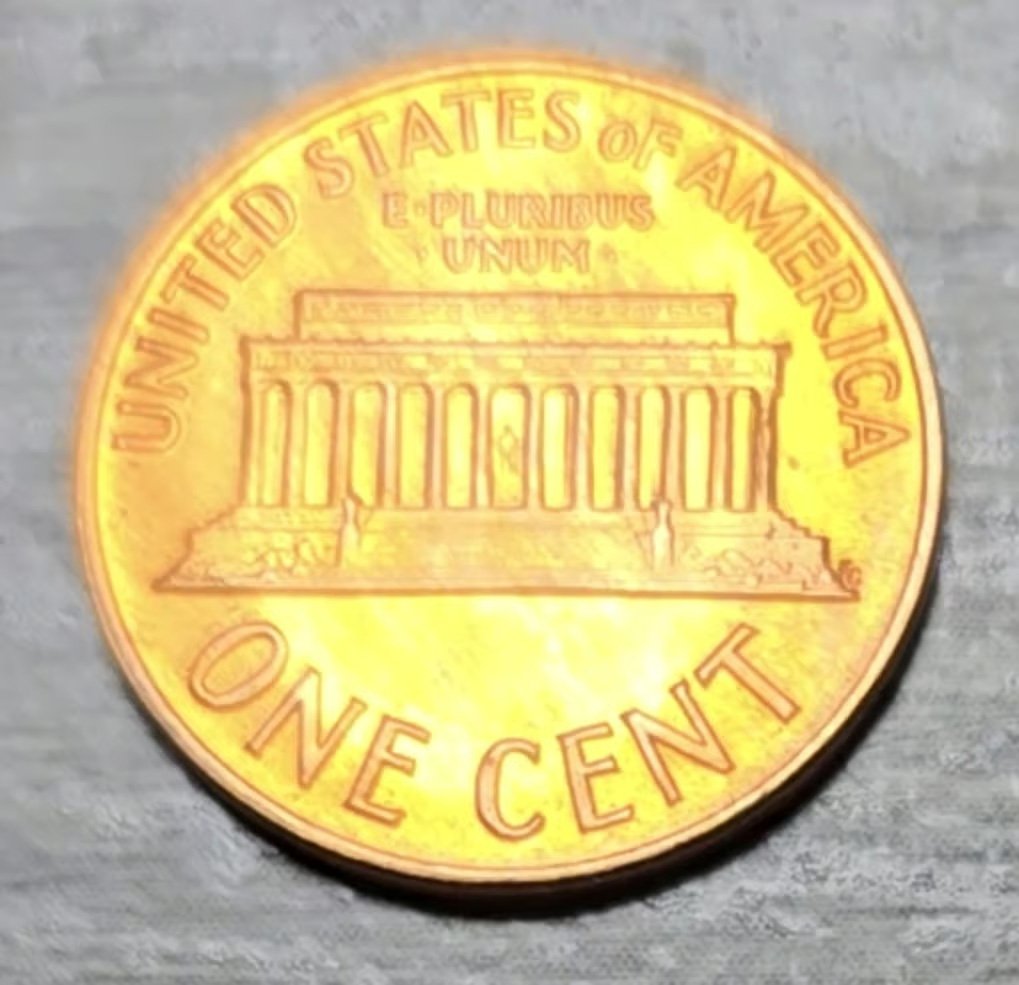 UNITED STATES OF AMERICA
E·PLURIBUS
·UNUM·
ONE CENT